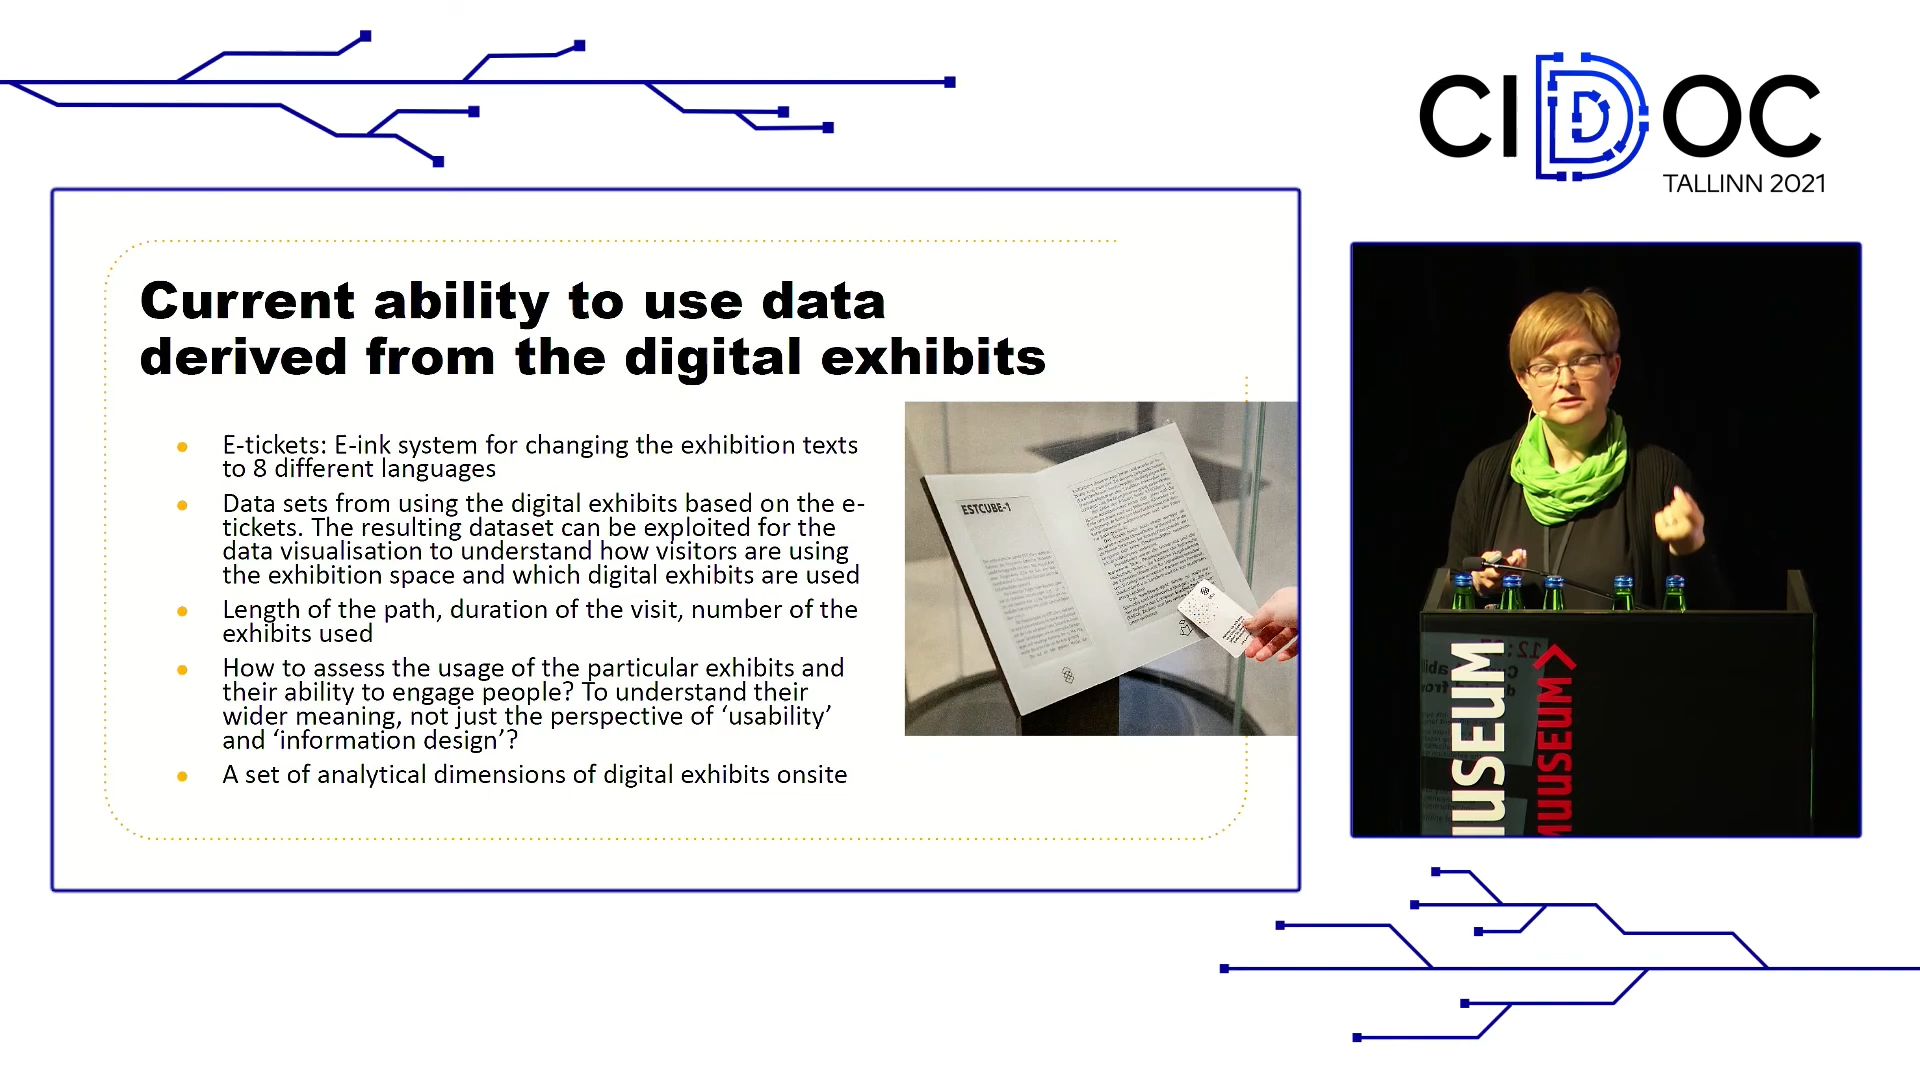 CIDOC
TALLINN 2021
Current ability to use data
derived from the digital exhibits
E-tickets: E-ink system for changing the exhibition texts
to 8 different languages
Data sets from using the digital exhibits based on the e-
tickets. The resulting dataset can be exploited for the
data visualisation to understand how visitors are using
the exhibition space and which digital exhibits are used
Length of the path, duration of the visit, number of the
exhibits used
How to assess the usage of the particular exhibits and
their ability to engage people? To understand their
wider meaning, not just the perspective of ‘usability’
and ‘information design’?
A set of analytical dimensions of digital exhibits onsite
ESTCUBE-1
MUSEUM
MUUSEUM